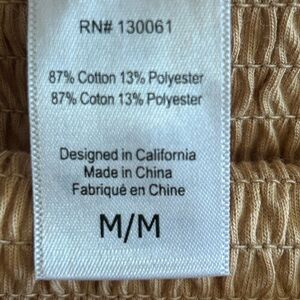 RN# 130061
87% Cotton 13% Polyester
87% Coton 13% Polyester
Designed in California
Made in China
Fabriqué en Chine
M/M